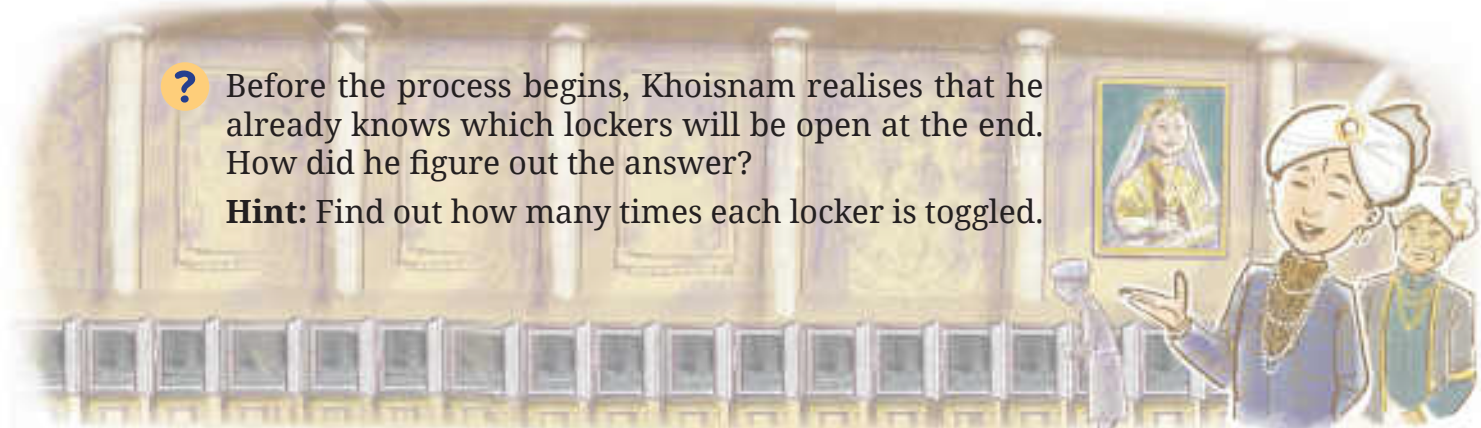 ? Before the process begins, Khoisnam realises that he
already knows which lockers will be open at the end.
How did he figure out the answer?
Hint: Find out how many times each locker is toggled.